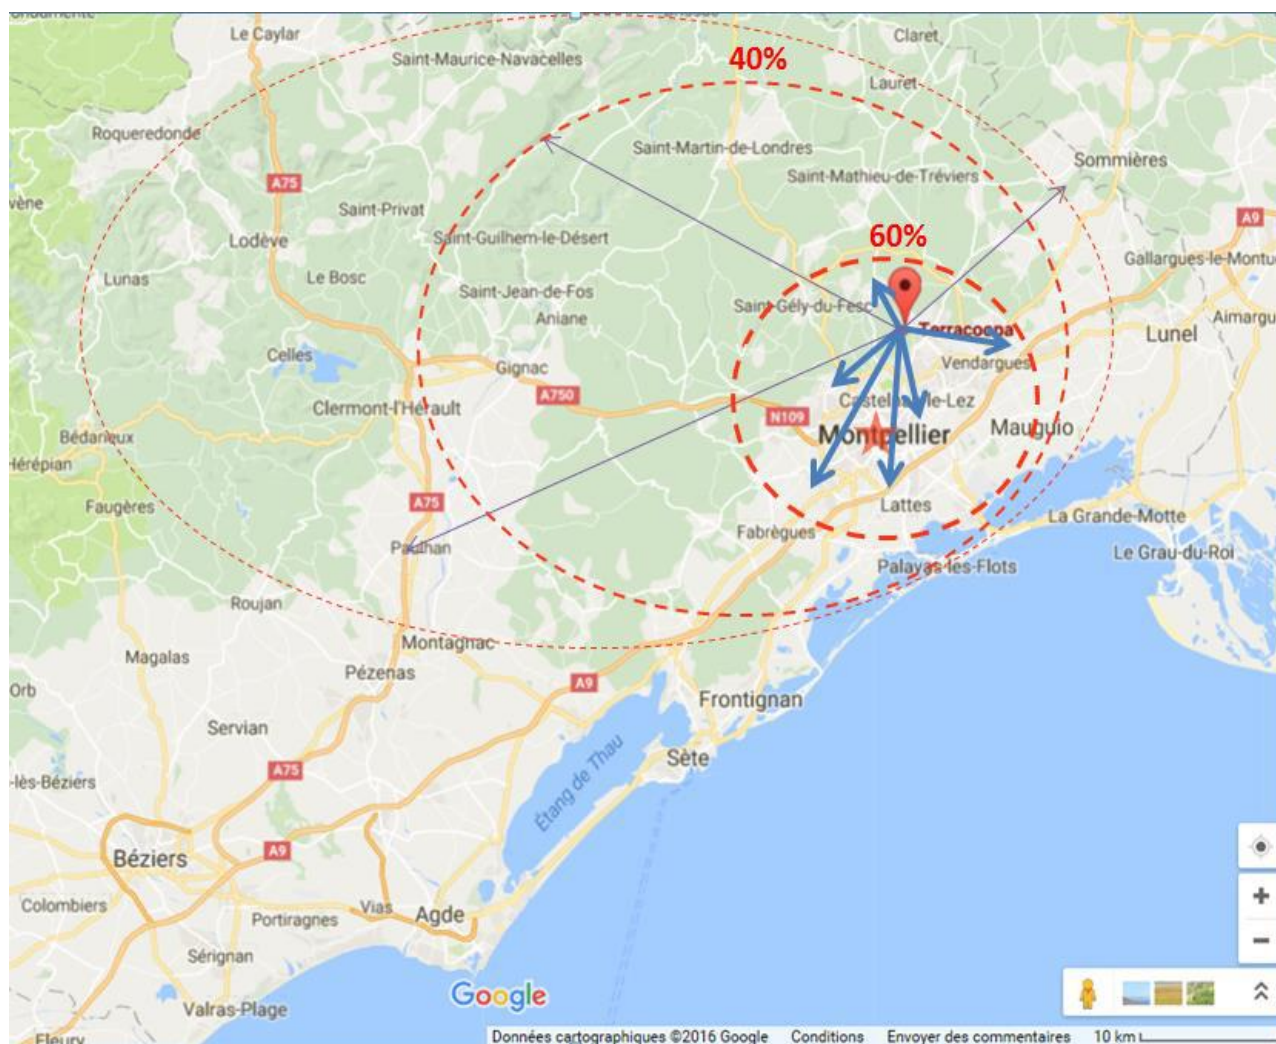 Le Caylar
Claret
40%
Saint-Maurice-Navacelles
Lauret
Roqueredonde
Saint-Martin-de-Londres
Sommières
Saint-Mathieu-de-Tréviers
A75
Saint-Privat
A9
60%
Lodève
Saint-Guilhem-le-Désert
Gallargues-le-Montue
Lunas
Le Bosc
Saint-Jean-de-Fos
Saint-Gély-du-Fesc
Aniane
Aimargu
Terracoopa
Lunel
Celles
Gignac
Vendargues
A750
Clermont-l'Hérault
Castelnau-le-Lez
N109
Montpellier
Mauguio
Bédarieux
Hérépian
A75
Faugères
Lattes
La Grande-Motte
Fabrègues
Paulhan
Le Grau-du-Roi
Palavas-les-Flots
Roujan
Montagnac
Magalas
Pézenas
A9
Orb
Frontignan
Servian
Étang de Thau
Sète
A75
-lès-Béziers
A9
Béziers
Colombiers
Vias
Agde
Portiragnes
Sérignan
Google
Valras-Plage
Fleury
Données cartographiques ©2016 Google Conditions Envoyer des commentaires 10 km